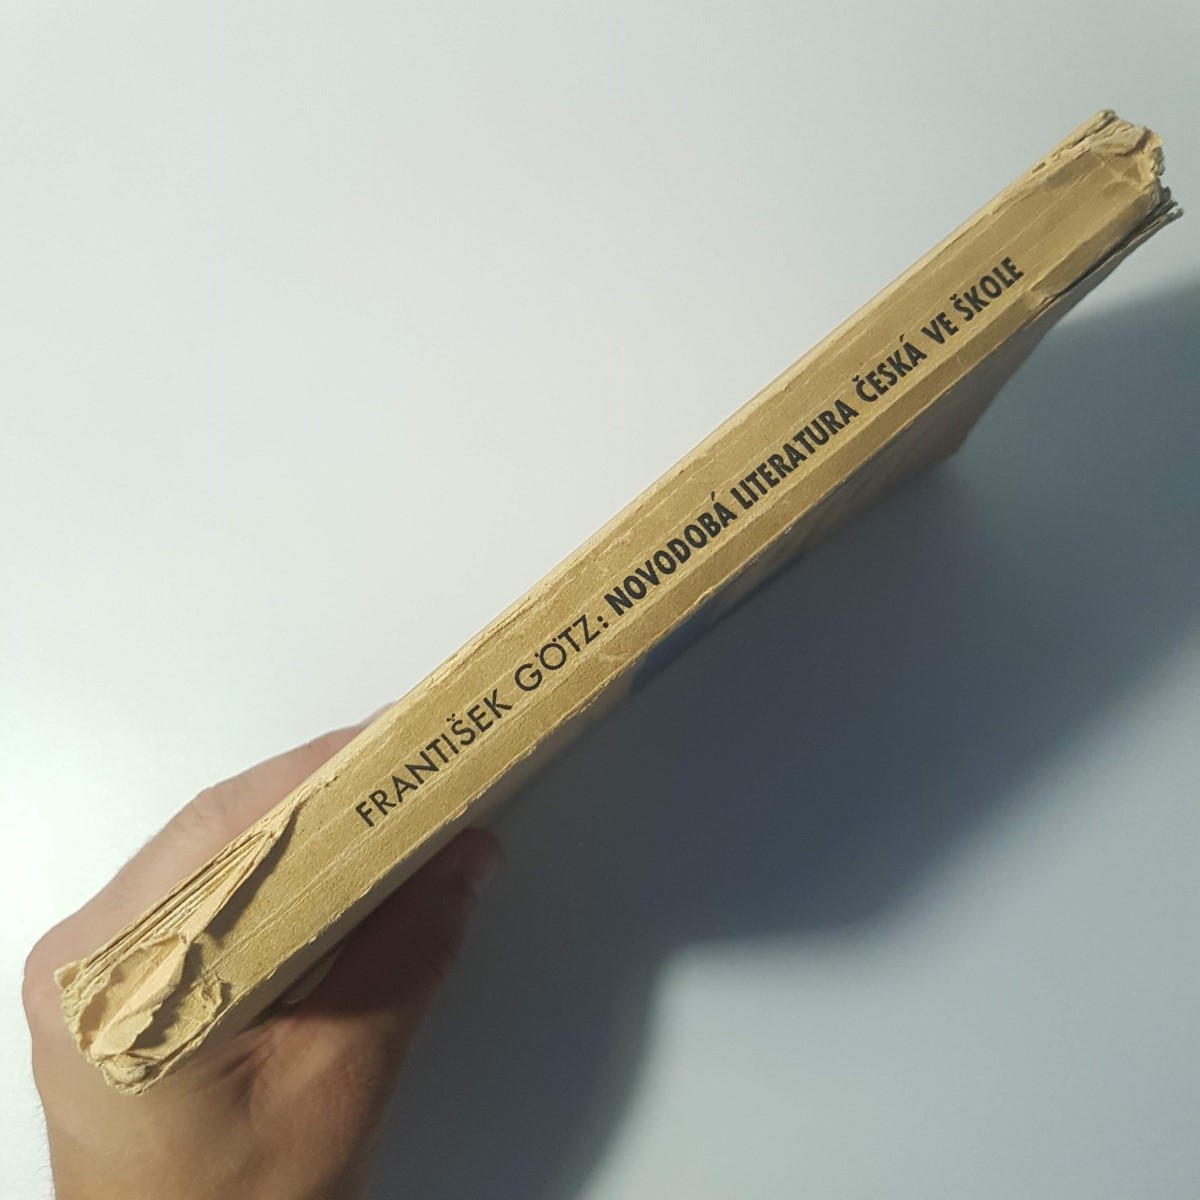 FRANTIŠEK GÖTZ: NOVODOBÁ LITERATURA ČESKÁ VE ŠKOLE